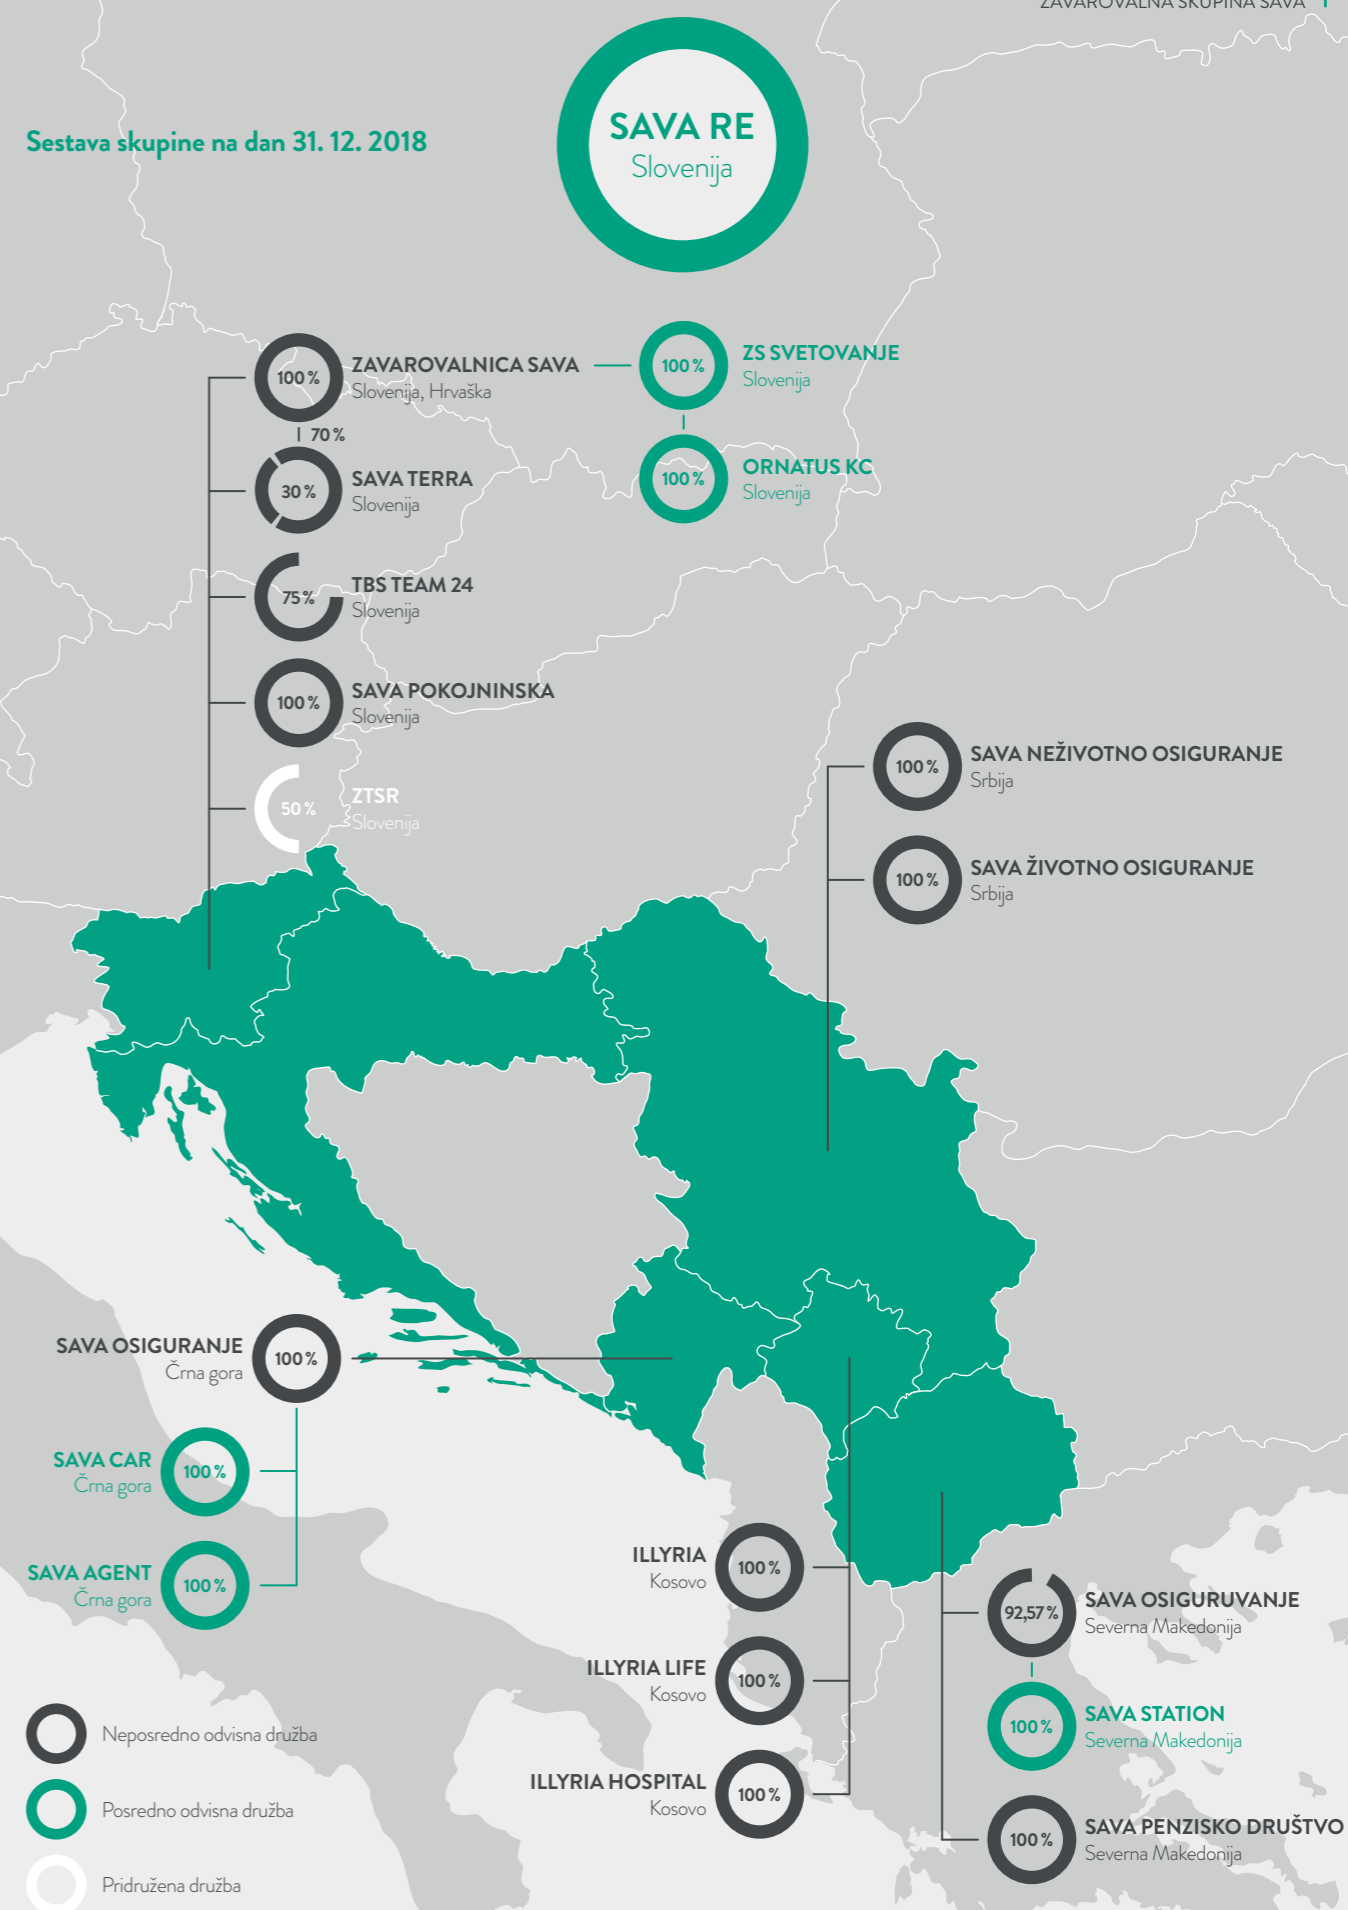 ZAVAROVALNA SKUPINA SAVA
SAVA RE
Slovenija
Sestava skupine na dan 31. 12. 2018
100 %
ZAVAROVALNICA SAVA
Slovenija, Hrvaška
100 %
ZS SVETOVANJE
Slovenija
70 %
30 %
SAVA TERRA
Slovenija
100 %
ORNATUS KC
Slovenija
75 %
TBS TEAM 24
Slovenija
100 %
SAVA POKOJNINSKA
Slovenija
50 %
ZTSR
Slovenija
100 %
SAVA NEŽIVOTNO OSIGURANJE
Srbija
100 %
SAVA ŽIVOTNO OSIGURANJE
Srbija
SAVA OSIGURANJE
Črna gora
100 %
SAVA CAR
Črna gora
100 %
SAVA AGENT
Črna gora
100 %
ILLYRIA
Kosovo
100 %
ILLYRIA LIFE
Kosovo
100 %
ILLYRIA HOSPITAL
Kosovo
100 %
92,57 %
SAVA OSIGURUVANJE
Severna Makedonija
100 %
SAVA STATION
Severna Makedonija
100 %
SAVA PENZISKO DRUŠTVO
Severna Makedonija
Neposredno odvisna družba
Posredno odvisna družba
Pridružena družba